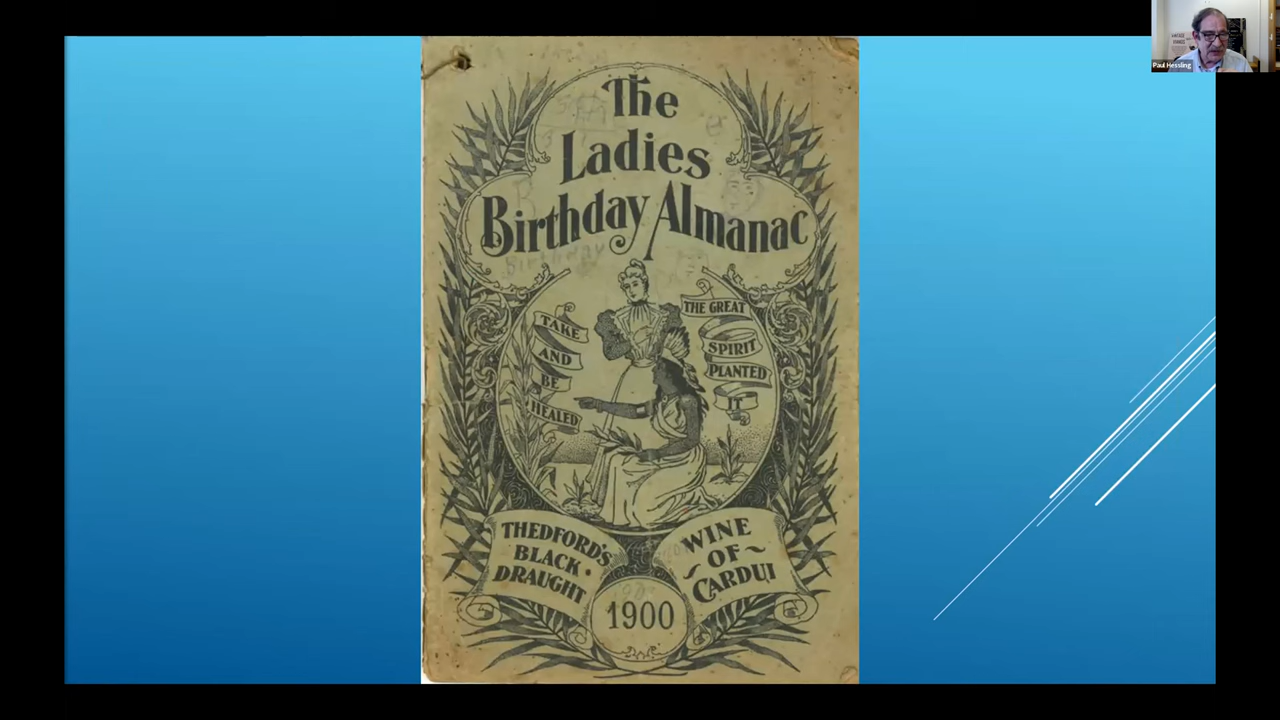 The
Ladies
Birthday Almanac
TAKE
AND
BE
HEALED
THE GREAT
SPIRIT
PLANTED
IT
THEDFORD'S
BLACK
DRAUGHT
WINE
OF
CARDUI
1900
Birthday
Paul Hessling